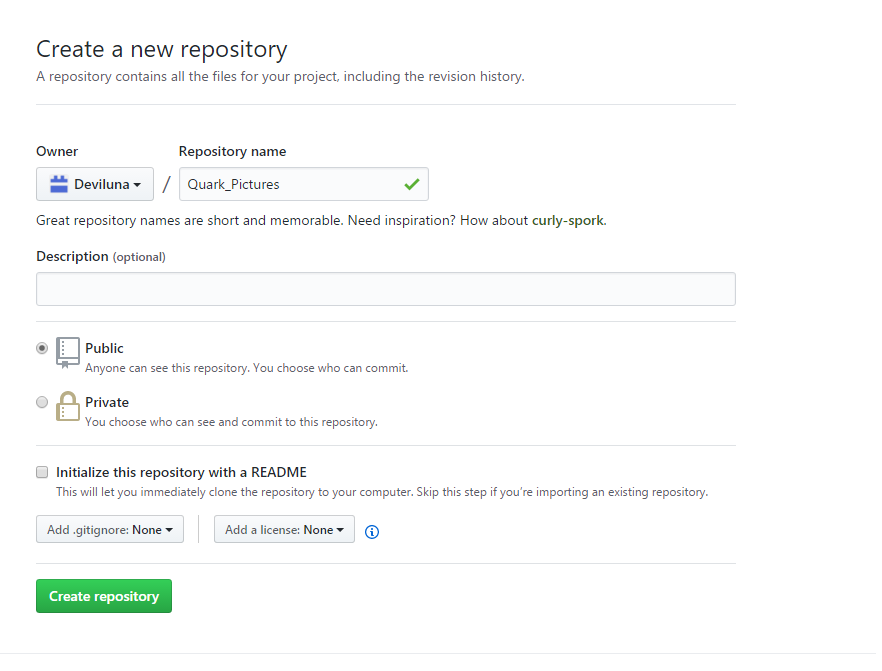 Create a new repository
A repository contains all the files for your project, including the revision history.
Owner Repository name
Deviluna / Quark_Pictures
Great repository names are short and memorable. Need inspiration? How about curly-spork.
Description (optional)
Public
Anyone can see this repository. You choose who can commit.
Private
You choose who can see and commit to this repository.
Initialize this repository with a README
This will let you immediately clone the repository to your computer. Skip this step if you’re importing an existing repository.
Add .gitignore: None Add a license: None
Create repository